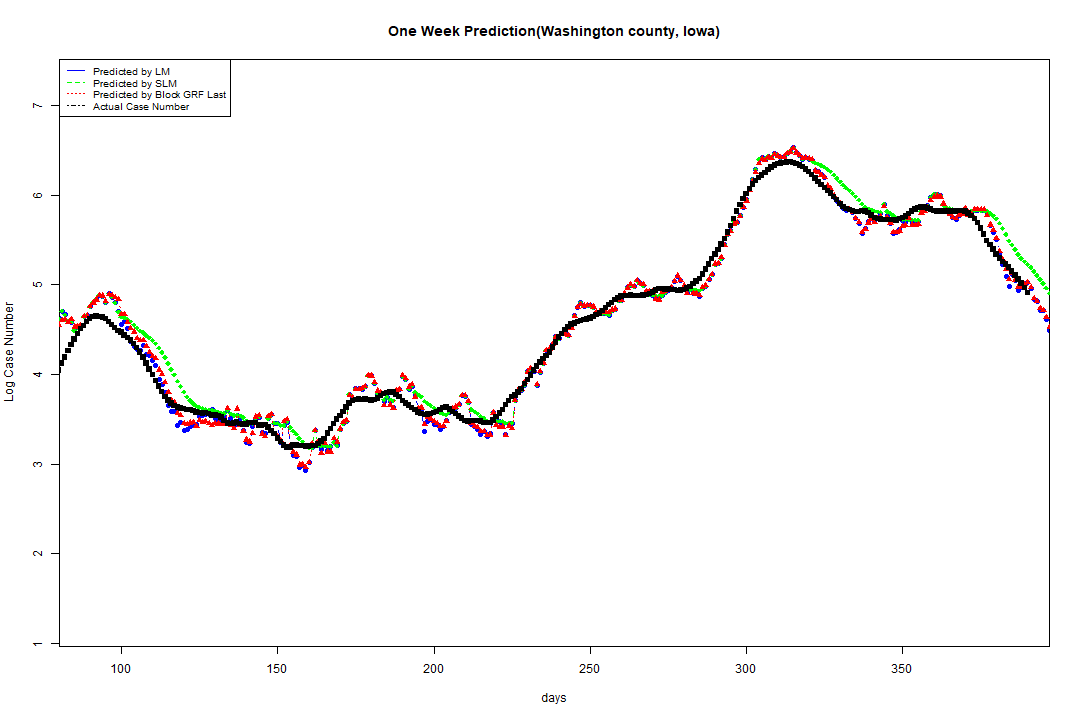 One Week Prediction(Washington county, Iowa)
Predicted by LM
Predicted by SLM
Predicted by Block GRF Last
Actual Case Number
7
6
5
4
3
2
1
Log Case Number
100 150 200 250 300 350
days